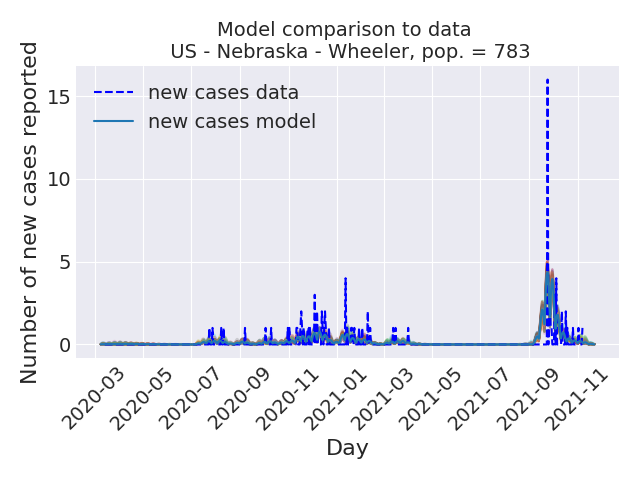 Model comparison to data
US - Nebraska - Wheeler, pop. = 783
new cases data
new cases model
Number of new cases reported
15
10
5
0
2020-03
2020-05
2020-07
2020-09
2020-11
2021-01
2021-03
2021-05
2021-07
2021-09
2021-11
Day